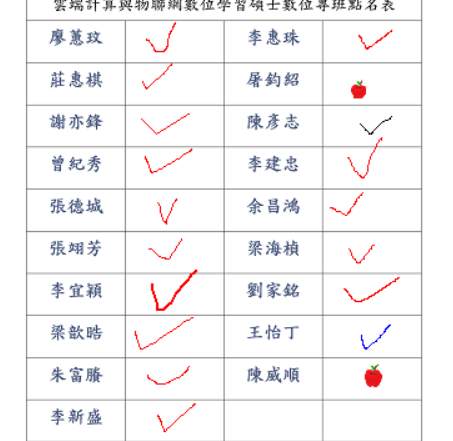 雲端計算與物聯網數位學習碩士數位專班點名表
廖蕙玟 李惠珠
莊惠棋 屠鈞紹
謝亦鋒 陳彥志
曾紀秀 李建忠
張德城 余昌鴻
張翊芳 梁海楨
李宜穎 劉家銘
梁歆晧 王怡丁
朱富賸 陳威順
李新盛